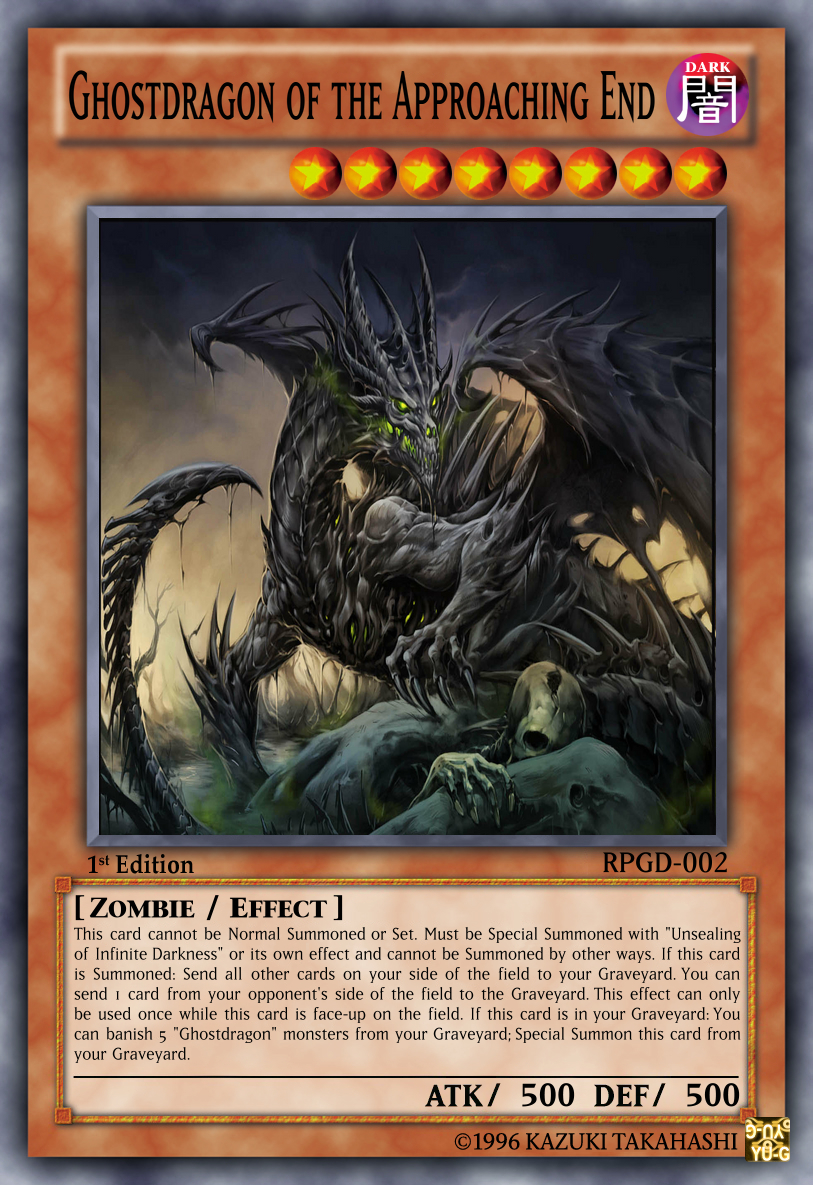 Ghostdragon of the Approaching End
DARK
闇
1st Edition
RPGD-002
[ Zombie / Effect ]
This card cannot be Normal Summoned or Set. Must be Special Summoned with "Unsealing
of Infinite Darkness" or its own effect and cannot be Summoned by other ways. If this card
is Summoned: Send all other cards on your side of the field to your Graveyard. You can
send 1 card from your opponent's side of the field to the Graveyard. This effect can only
be used once while this card is face-up on the field. If this card is in your Graveyard: You
can banish 5 "Ghostdragon" monsters from your Graveyard; Special Summon this card from
your Graveyard.
ATK/ 500 DEF/ 500
©1996 KAZUKI TAKAHASHI